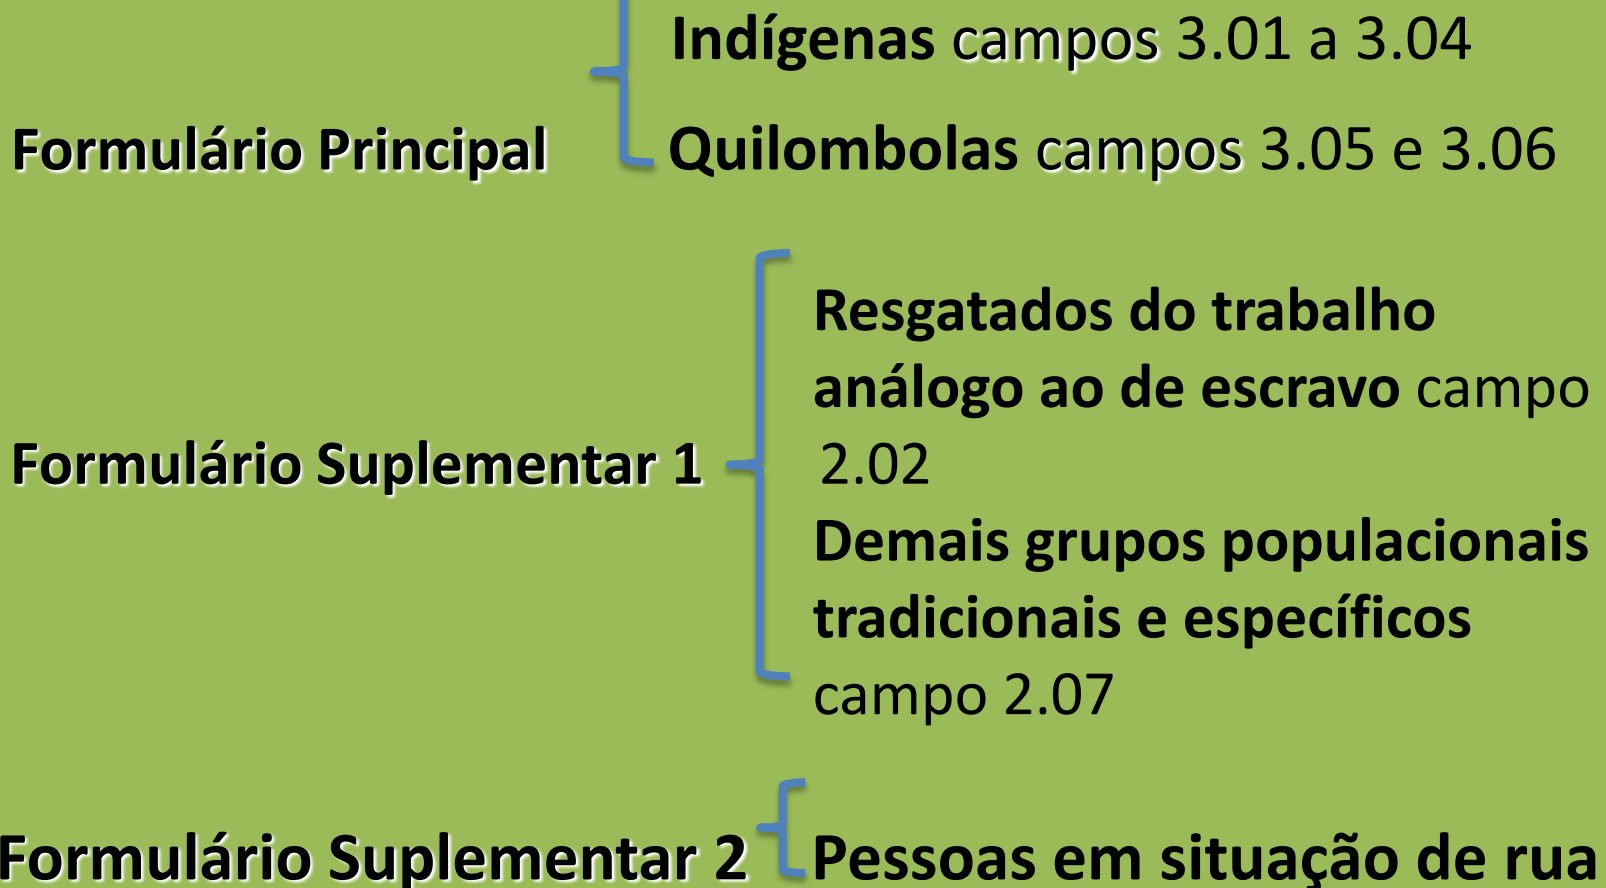 Indígenas campos 3.01 a 3.04
Formulário Principal
Quilombolas campos 3.05 e 3.06
Formulário Suplementar 1
Resgatados do trabalho
análogo ao de escravo campo
2.02
Demais grupos populacionais
tradicionais e específicos
campo 2.07
Formulário Suplementar 2
Pessoas em situação de rua